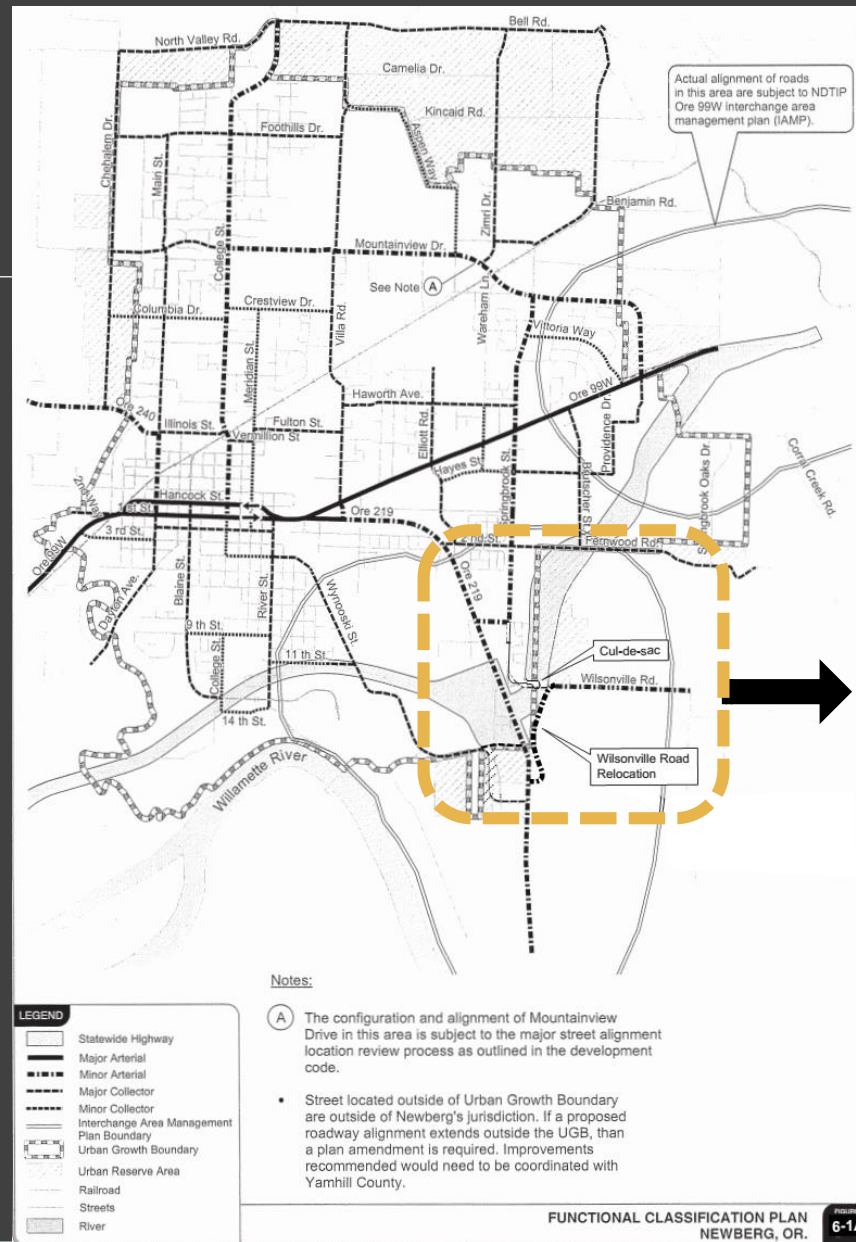 Bell Rd.
North Valley Rd.
Camelia Dr.
Kincaid Rd.
Aspen Way
Foothills Dr.
Chehalem Dr.
Main St.
College St.
Zimri Dr.
Benjamin Rd.
Actual alignment of roads
in this area are subject to NDTIP
Ore 99W interchange area
management plan (IAMP).
Mountainview Dr.
See Note A
Columbia Dr.
Crestview Dr.
Villa Rd.
Wareham Ln.
Vittoria Way
Meridian St.
Ore 99W
Haworth Ave.
Ore 240
Illinois St.
Fulton St.
Vermillion St
Elliott Rd.
Hayes St.
Springbrook St.
Blutscher St.
Providence Dr.
Springbrook Oaks Dr.
Corral Creek Rd.
2nd Way
Hancock St.
1st St.
Ore 219
3 rd St.
2 nd St.
Fernwood Rd.
Ore 99W
Dayton Ave.
Blaine St.
River St.
Wynooski St.
Ore 219
9 th St.
College St.
11 th St.
14 th St.
Cul-de-sac
Wilsonville Rd.
Wilsonville Road
Relocation
Willamette River
Notes:
A The configuration and alignment of Mountainview
Drive in this area is subject to the major street alignment
location review process as outlined in the development
code.
• Street located outside of Urban Growth Boundary
are outside of Newberg's jurisdiction. If a proposed
roadway alignment extends outside the UGB, than
a plan amendment is required. Improvements
recommended would need to be coordinated with
Yamhill County.
LEGEND
Statewide Highway
Major Arterial
Minor Arterial
Major Collector
Minor Collector
Interchange Area Management
Plan Boundary
Urban Growth Boundary
Urban Reserve Area
Railroad
Streets
River
FUNCTIONAL CLASSIFICATION PLAN
NEWBERG, OR.
FIGURE